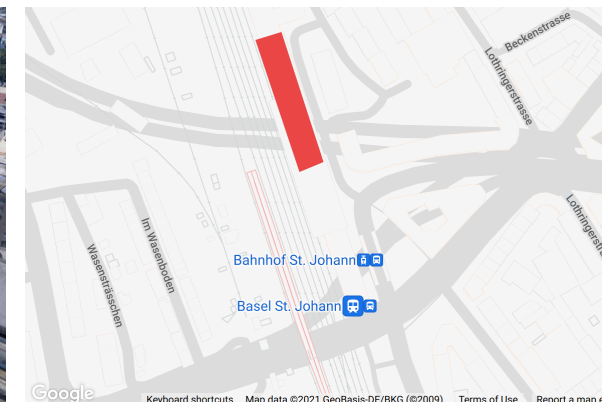 Beckenstrasse
Lothringerstrasse
Lothringerstr
Im Wasenboden
Wasensträsschen
Bahnhof St. Johann
Basel St. Johann
Google
Keyboard shortcuts Map data ©2021 GeoBasis-DE/BKG (©2009) Terms of Use Report a map e